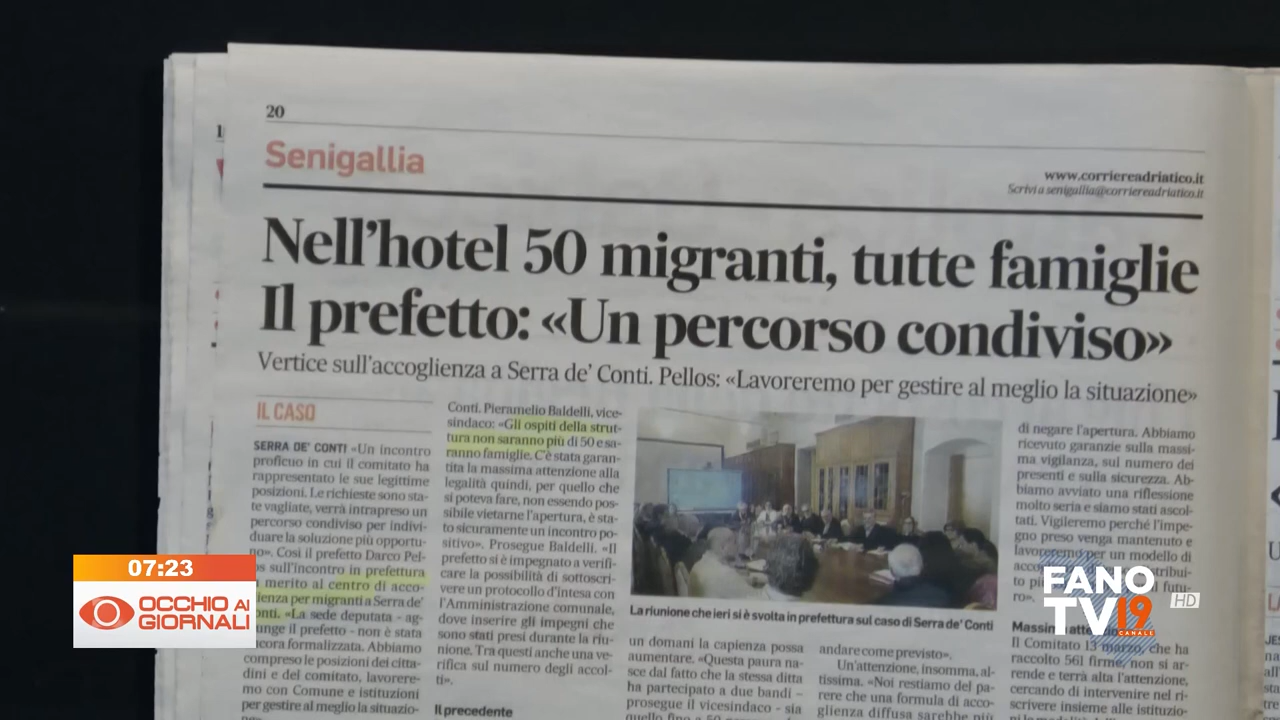 20
Senigallia
www.corriereadriatico.it
Scrivi a senigallia@corriereadriatico.it
Nell'hotel 50 migranti, tutte famiglie
Il prefetto: «Un percorso condiviso»
Vertice sull'accoglienza a Serra de' Conti. Pellos: «Lavoreremo per gestire al meglio la situazione»
IL CASO
SERRA DE' CONTI «Un incontro
proficuo in cui il comitato ha
rappresentato le sue legittime
posizioni. Le richieste sono sta-
te vagliate, verrà intrapreso un
percorso condiviso per indivi-
duare la soluzione più opportu-
no». Così il prefetto Darco Pel-
s sull'incontro in prefettura
merito al centro di acco-
lienza per migranti a Serra de'
onti. «La sede deputata - ag-
unge il prefetto - non è stata
ncora formalizzata. Abbiamo
compreso le posizioni dei citta-
dini e del comitato, lavorere-
mo con Comune e istituzioni
per gestire al meglio la situazio-
Conti. Pieramelio Baldelli, vice-
sindaco: «Gli ospiti della strut-
tura non saranno più di 50 e sa-
ranno famiglie. C'è stata garan-
tita la massima attenzione alla
legalità quindi, per quello che
si poteva fare, non essendo pos-
sibile vietarne l'apertura, è sta-
to sicuramente un incontro po-
sitivo». Prosegue Baldelli. «Il
prefetto si è impegnato a verifi-
care la possibilità di sottoscri-
vere un protocollo d'intesa con
l'Amministrazione comunale,
dove inserire gli impegni che
sono stati presi durante la riu-
nione. Tra questi anche una ve-
rifica sul numero degli accol-
ti».
Il precedente
La riunione che ieri si è svolta in prefettura sul caso di Serra de' Conti
un domani la capienza possa
aumentare. «Questa paura na-
sce dal fatto che la stessa ditta
ha partecipato a due bandi –
prosegue il vicesindaco - sia
quello fino a 50
andare come previsto».
Un'attenzione, insomma, al-
tissima. «Noi restiamo del pa-
rere che una formula di acco-
glienza diffusa sarebbe più
di negare l'apertura. Abbiamo
ricevuto garanzie sulla massi-
ma vigilanza, sul numero dei
presenti e sulla sicurezza. Ab-
biamo avviato una riflessione
molto seria e siamo stati ascol-
tati. Vigileremo perché l'impe-
gno preso venga mantenuto e
lavoreremo per un modello di
Il Comitato 13 marzo, che ha
raccolto 561 firme non si ar-
rende e terrà alta l'attenzione,
cercando di intervenire nel ri-
scrivere insieme alle istituzio-
07:23
OCCHIO AI
GIORNALI
FANO
TV19
CANALE
HD